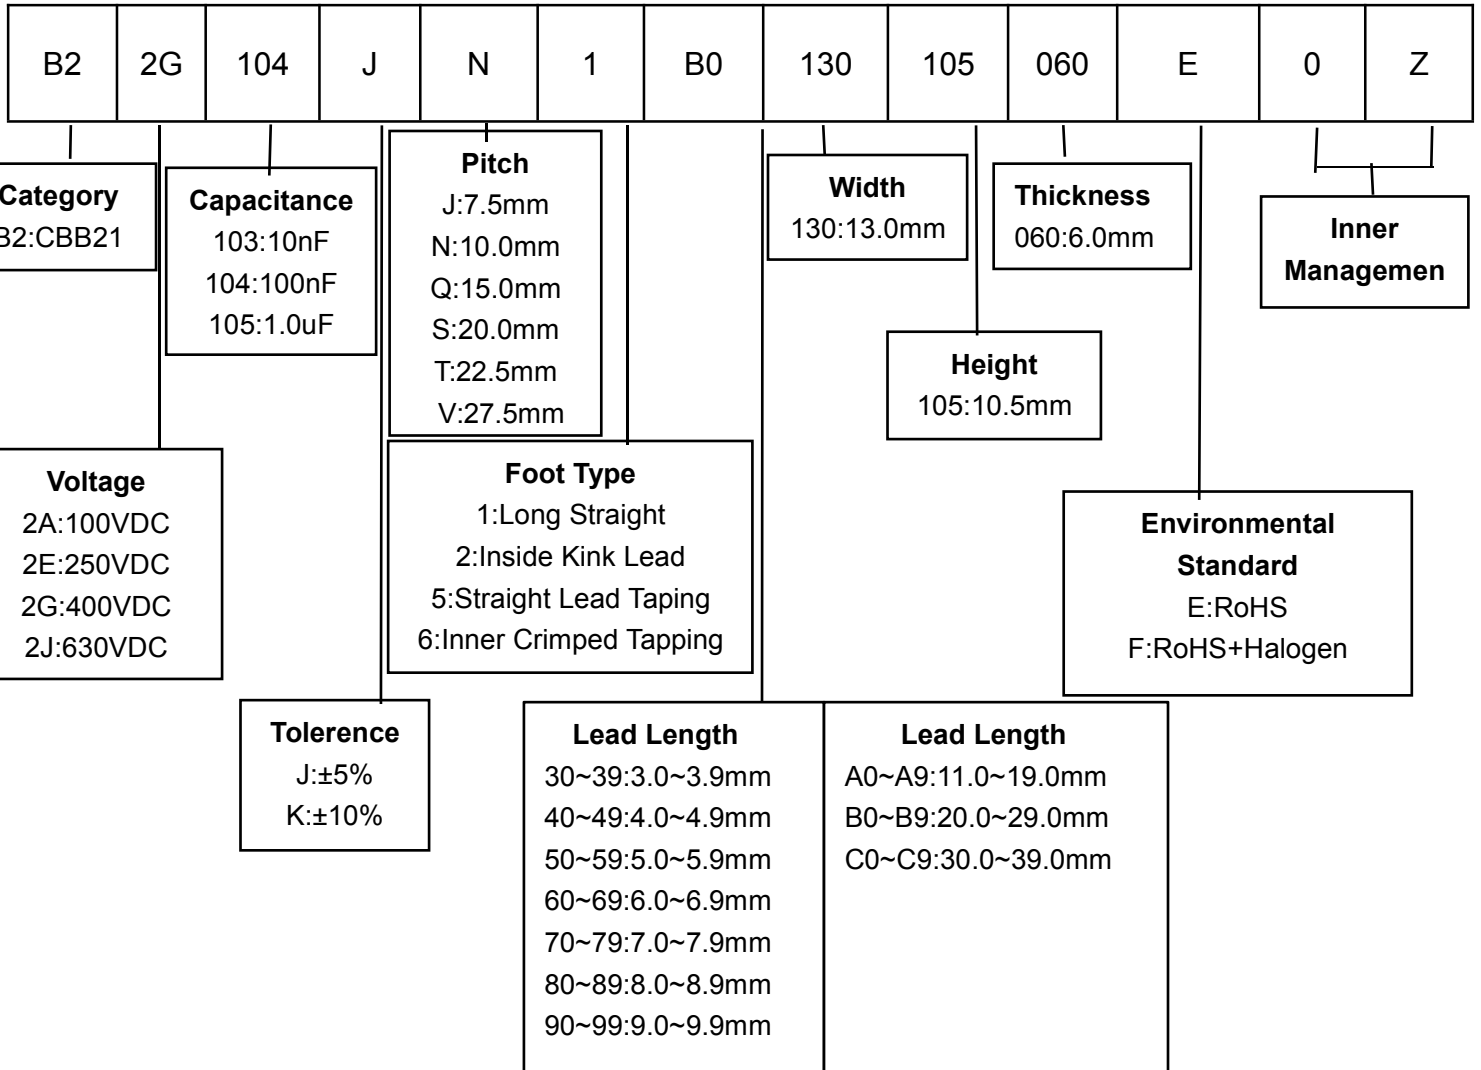 B2 2G 104 J N 1 B0 130 105 060 E 0 Z
Category
B2:CBB21
Capacitance
103:10nF
104:100nF
105:1.0uF
Pitch
J:7.5mm
N:10.0mm
Q:15.0mm
S:20.0mm
T:22.5mm
V:27.5mm
Width
130:13.0mm
Thickness
060:6.0mm
Inner
Managemen
Height
105:10.5mm
Voltage
2A:100VDC
2E:250VDC
2G:400VDC
2J:630VDC
Foot Type
1:Long Straight
2:Inside Kink Lead
5:Straight Lead Taping
6:Inner Crimped Tapping
Environmental
Standard
E:RoHS
F:RoHS+Halogen
Tolerence
J:±5%
K:±10%
Lead Length
30~39:3.0~3.9mm
40~49:4.0~4.9mm
50~59:5.0~5.9mm
60~69:6.0~6.9mm
70~79:7.0~7.9mm
80~89:8.0~8.9mm
90~99:9.0~9.9mm
Lead Length
A0~A9:11.0~19.0mm
B0~B9:20.0~29.0mm
C0~C9:30.0~39.0mm